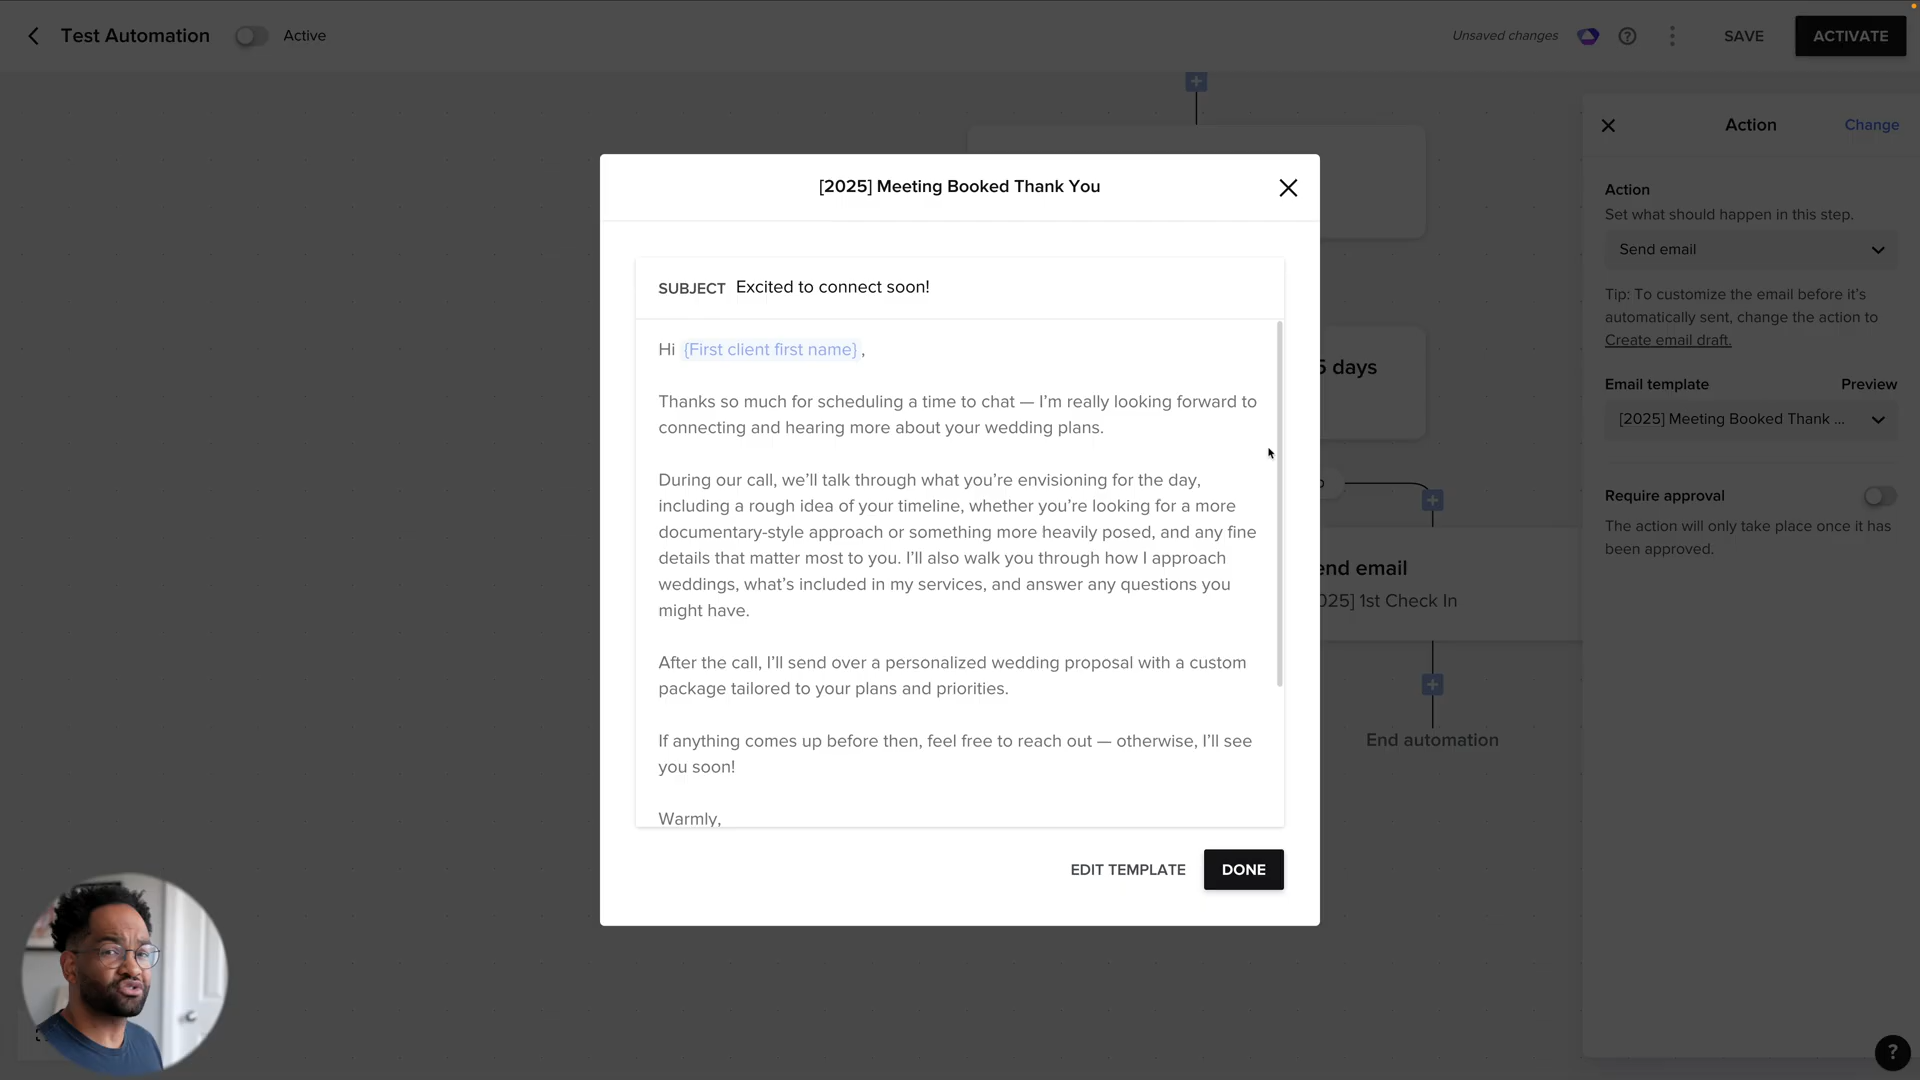 Test Automation
Active
Unsaved changes
?
SAVE
ACTIVATE
[2025] Meeting Booked Thank You
SUBJECT Excited to connect soon!
Hi {First client first name} ,
Thanks so much for scheduling a time to chat — I’m really looking forward to
connecting and hearing more about your wedding plans.
During our call, we’ll talk through what you’re envisioning for the day,
including a rough idea of your timeline, whether you’re looking for a more
documentary-style approach or something more heavily posed, and any fine
details that matter most to you. I’ll also walk you through how I approach
weddings, what’s included in my services, and answer any questions you
might have.
After the call, I’ll send over a personalized wedding proposal with a custom
package tailored to your plans and priorities.
If anything comes up before then, feel free to reach out — otherwise, I’ll see
you soon!
Warmly,
EDIT TEMPLATE
DONE
days
email
1st Check In
End automation
Action
Change
Action
Set what should happen in this step.
Send email
Tip: To customize the email before it’s
automatically sent, change the action to
Create email draft.
Email template
Preview
[2025] Meeting Booked Thank ...
Require approval
The action will only take place once it has
been approved.
?